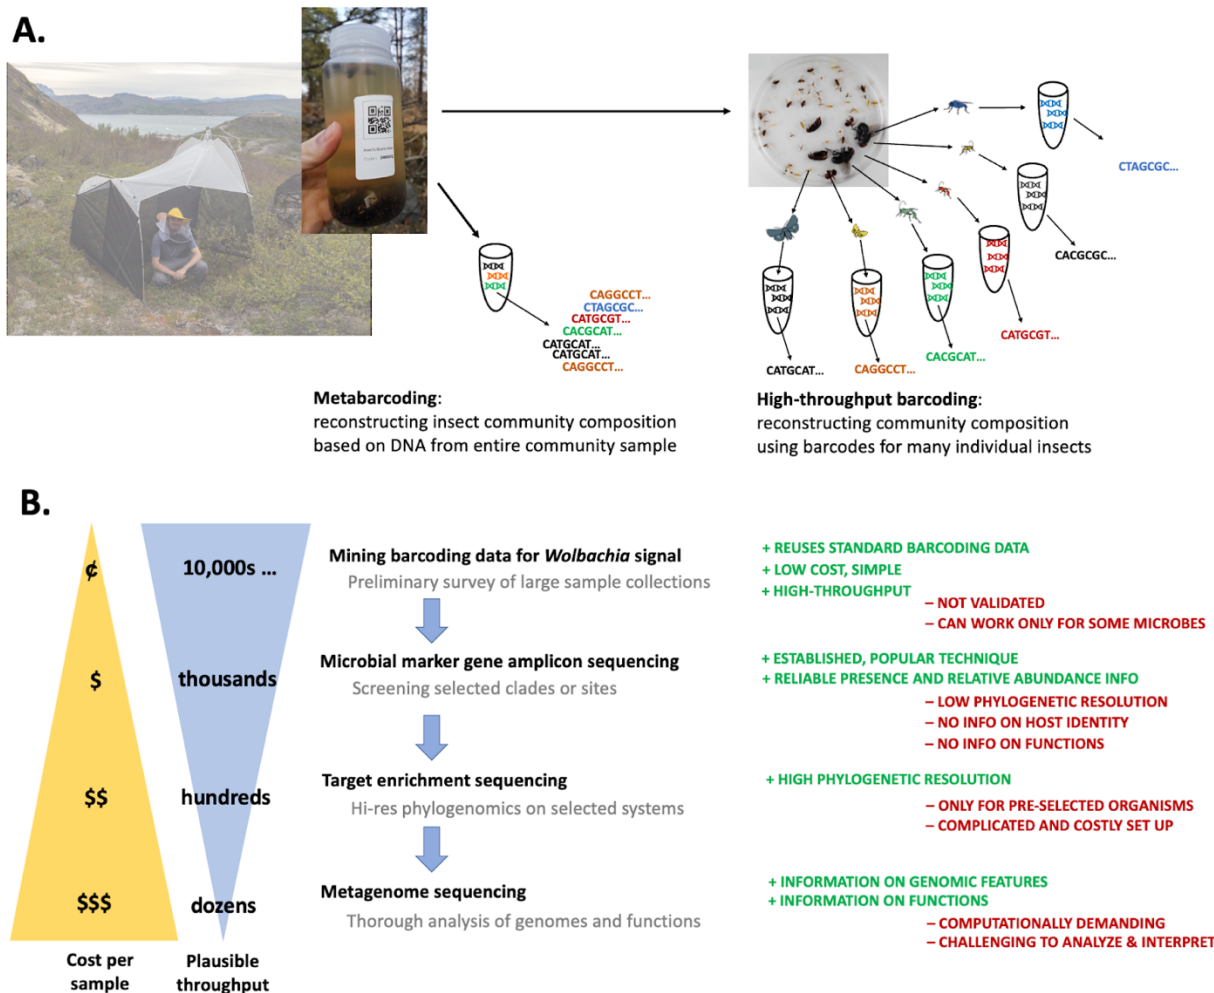 A.
CAGGCCT...
CTAGCGC...
CATGCGT...
CACGCAT...
CATGCAT...
CATGCAT...
CAGGCCT...
CTAGCGC...
CACGCGC...
CATGCGT...
CACGCAT...
CAGGCCT...
CATGCAT...
Metabarcoding:
reconstructing insect community composition
based on DNA from entire community sample
High-throughput barcoding:
reconstructing community composition
using barcodes for many individual insects
B.
¢
10,000s ...
Mining barcoding data for Wolbachia signal
Preliminary survey of large sample collections
+ REUSES STANDARD BARCODING DATA
+ LOW COST, SIMPLE
+ HIGH-THROUGHPUT
– NOT VALIDATED
– CAN WORK ONLY FOR SOME MICROBES
$
thousands
Microbial marker gene amplicon sequencing
Screening selected clades or sites
+ ESTABLISHED, POPULAR TECHNIQUE
+ RELIABLE PRESENCE AND RELATIVE ABUNDANCE INFO
– LOW PHYLOGENETIC RESOLUTION
– NO INFO ON HOST IDENTITY
– NO INFO ON FUNCTIONS
$$
hundreds
Target enrichment sequencing
Hi-res phylogenomics on selected systems
+ HIGH PHYLOGENETIC RESOLUTION
– ONLY FOR PRE-SELECTED ORGANISMS
– COMPLICATED AND COSTLY SET UP
$$$
dozens
Metagenome sequencing
Thorough analysis of genomes and functions
+ INFORMATION ON GENOMIC FEATURES
+ INFORMATION ON FUNCTIONS
– COMPUTATIONALLY DEMANDING
– CHALLENGING TO ANALYZE & INTERPRET
Cost per
sample
Plausible
throughput